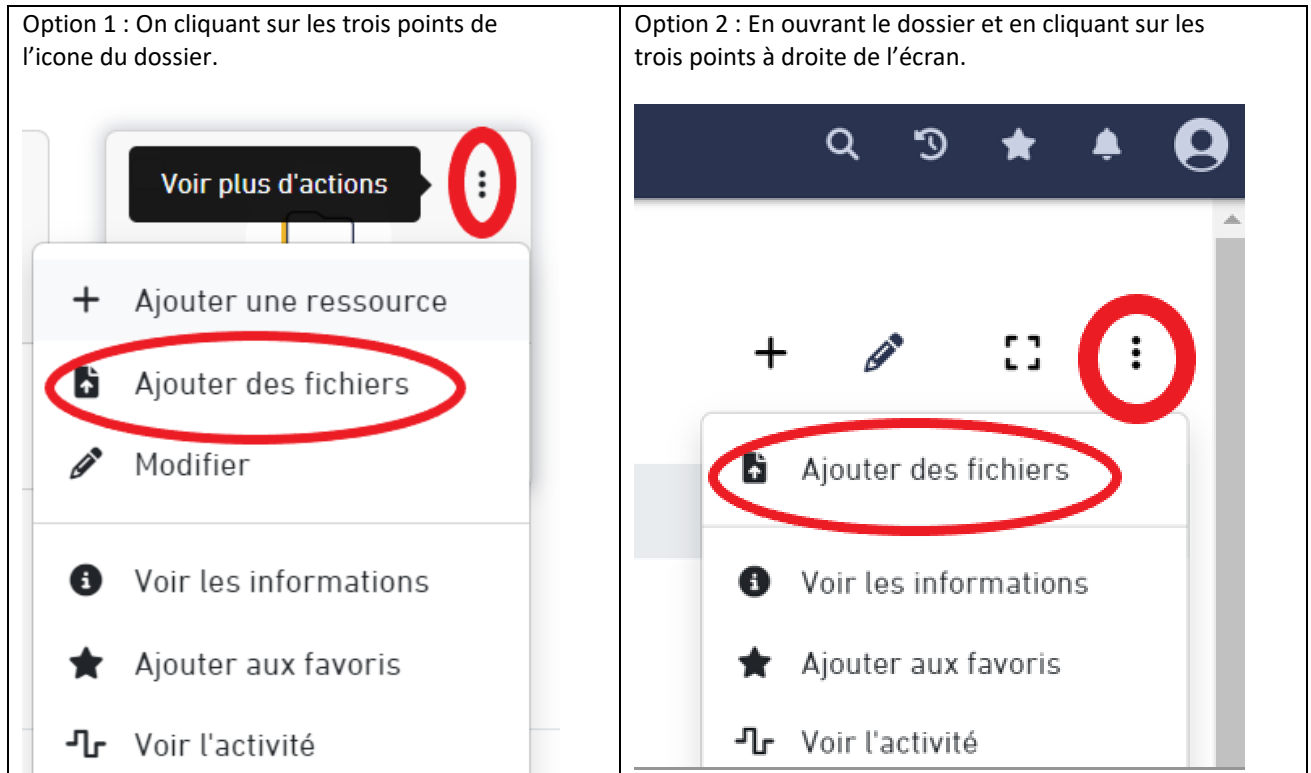 Option 1 : On cliquant sur les trois points de
l’icone du dossier.
Voir plus d'actions
Ajouter une ressource
Ajouter des fichiers
Modifier
Voir les informations
Ajouter aux favoris
Voir l'activité
Option 2 : En ouvrant le dossier et en cliquant sur les
trois points à droite de l’écran.
Ajouter des fichiers
Voir les informations
Ajouter aux favoris
Voir l'activité